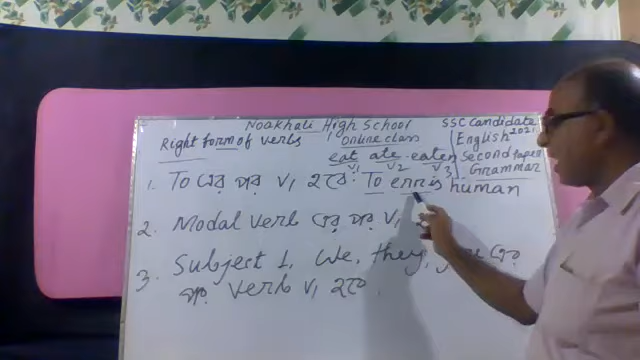 Noakhali High School
SSC Candidate 2021
Right form of verbs
Online class
English
Second Paper
Grammar
eat ate eaten
V1 V2 V3
1. To এর পর V1 হবে: To err is human
2. Modal verb এর পর V1
3. Subject I, We, they, এর
পর verb V1 হবে